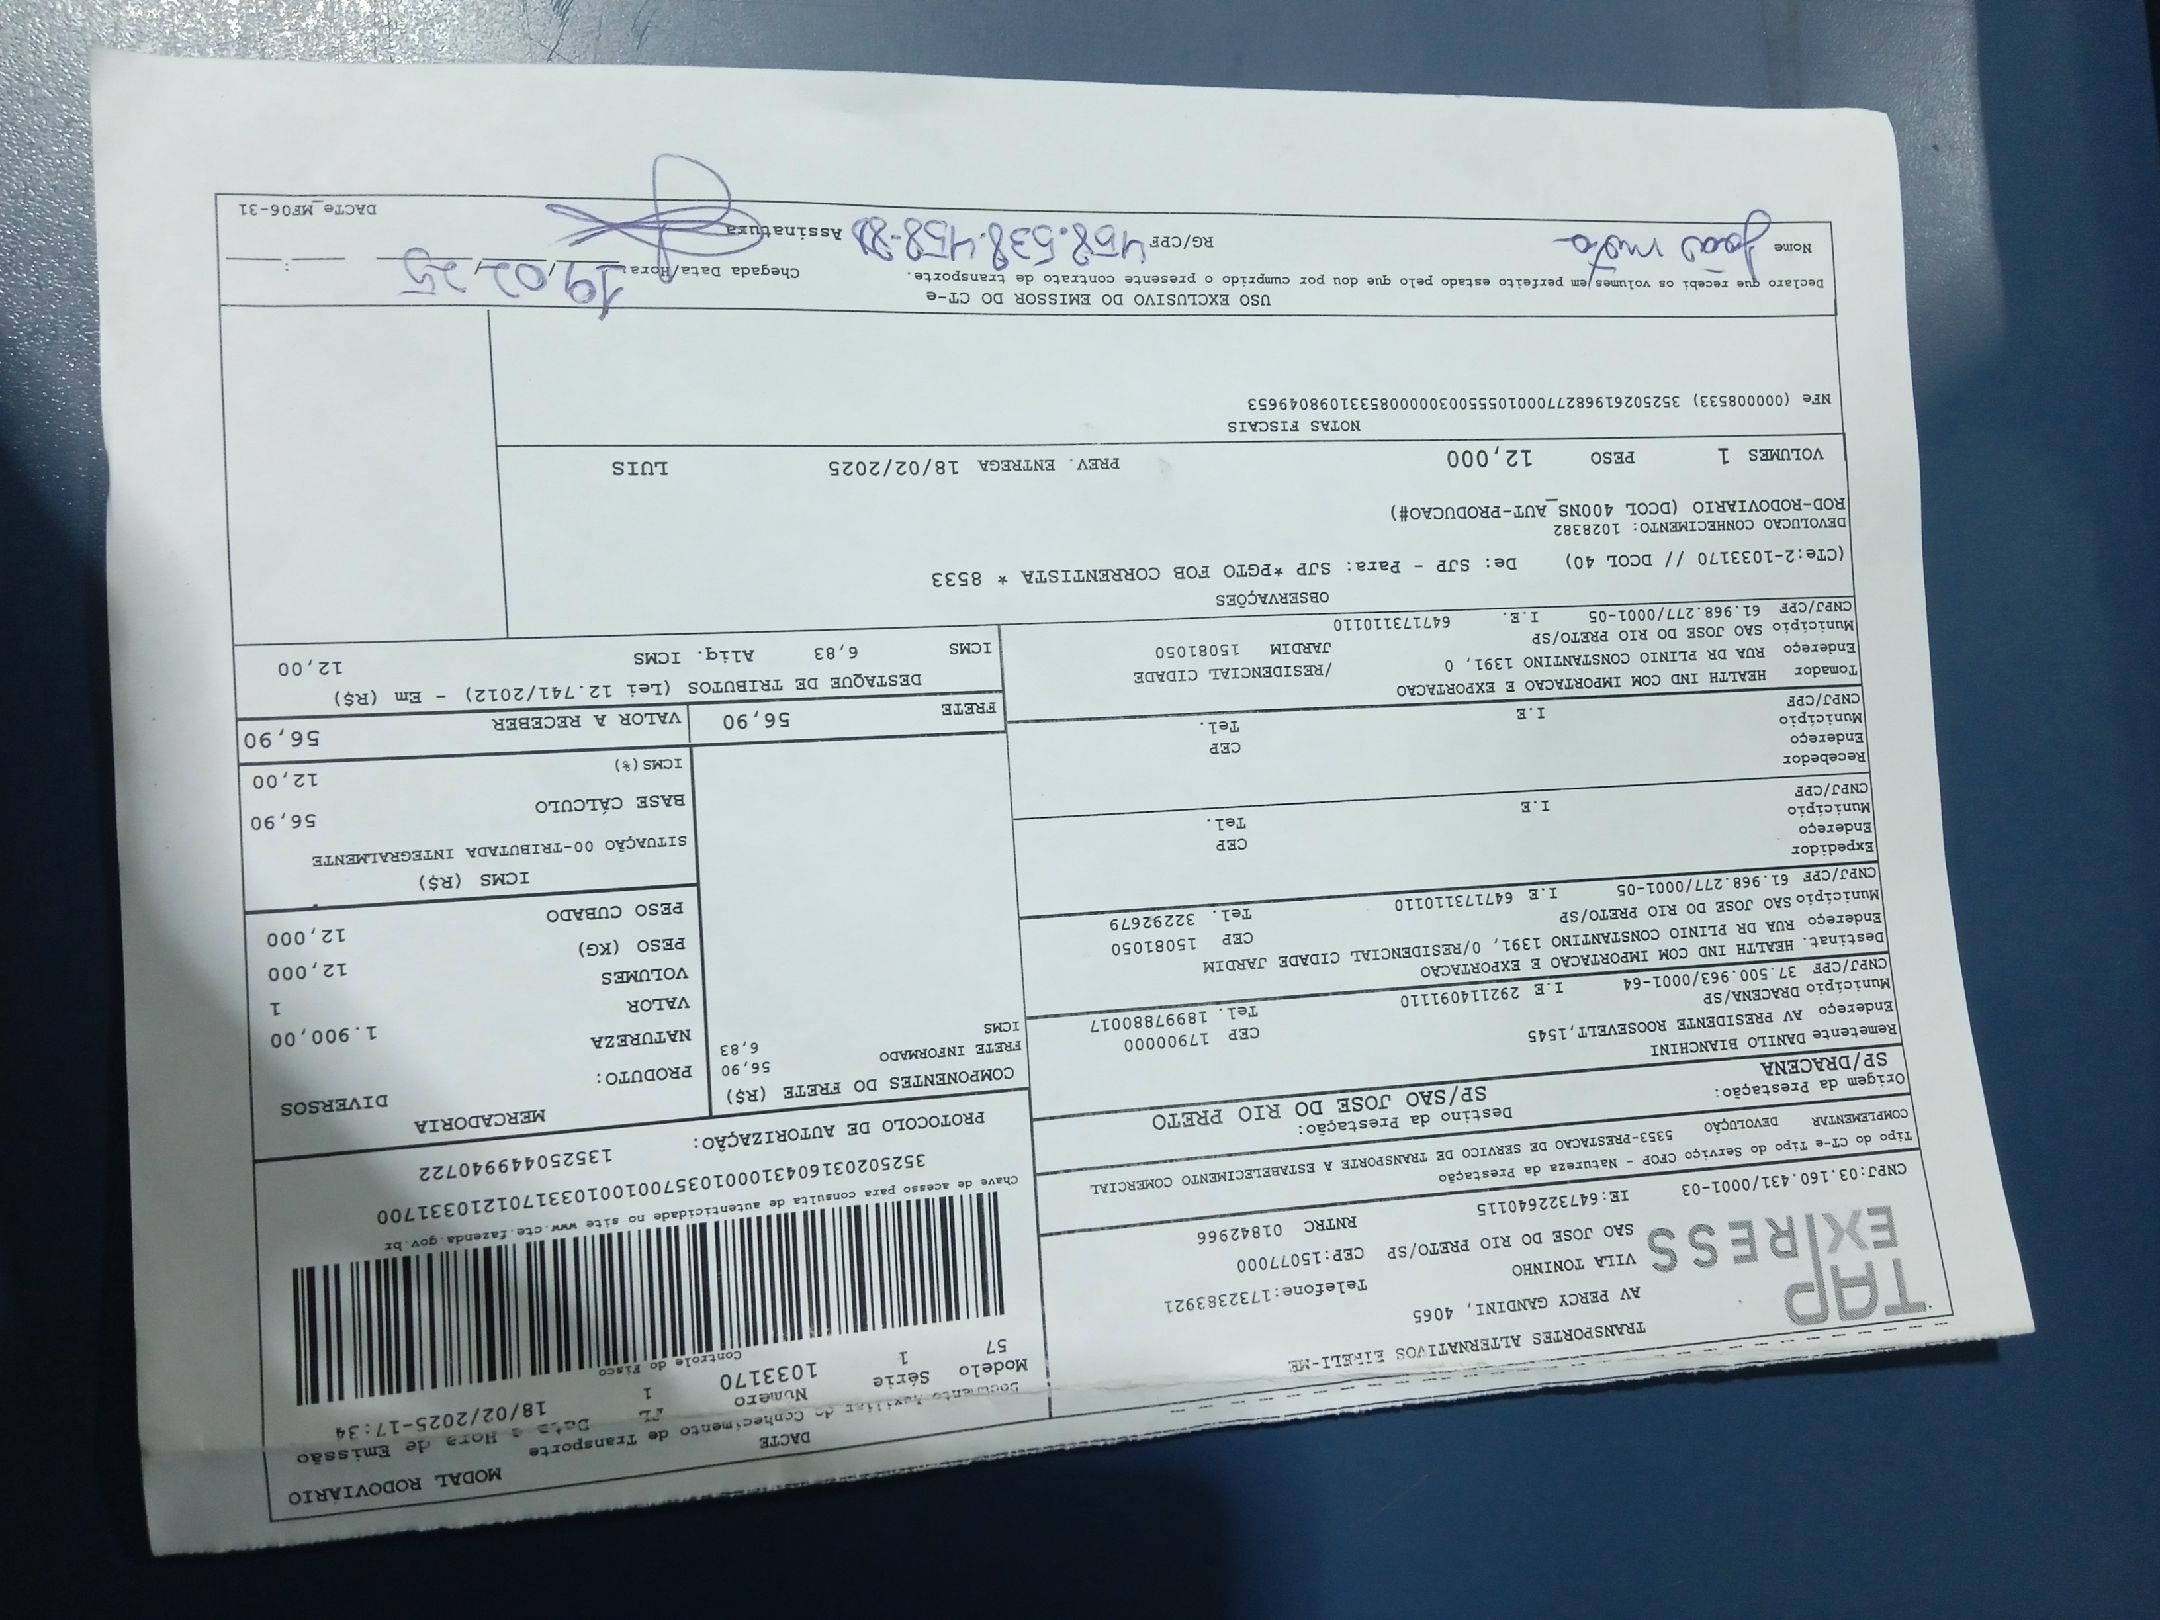 DACTE
MODAL RODOVIÁRIO
Documento Auxiliar do Conhecimento de Transporte
Modelo Série Numero FL Data e Hora de Emissão
57 1 1033170 1 18/02/2025-17:34
Controle do Fisco
TAP
EXPRESS
TRANSPORTES ALTERNATIVOS EIRELI-ME
AV PERCY GANDINI, 4065
VILA TONINHO Telefone:1732383921
SAO JOSE DO RIO PRETO/SP CEP:15077000
CNPJ:03.160.431/0001-03 IE:647322640115 RNTRC 01842966
Chave de acesso para consulta de autenticidade no site www.cte.fazenda.gov.br
35250203160431000103570010010331701210331700
PROTOCOLO DE AUTORIZAÇÃO: 135250449940722
Tipo do CT-e Tipo do Serviço CFOP - Natureza da Prestação
COMPLEMENTAR DEVOLUÇÃO 5353-PRESTACAO DE SERVICO DE TRANSPORTE A ESTABELECIMENTO COMERCIAL
Origem da Prestação: Destino da Prestação:
SP/DRACENA SP/SAO JOSE DO RIO PRETO
Remetente DANILO BIANCHINI
Endereço AV PRESIDENTE ROOSEVELT,1545 CEP 17900000
Município DRACENA/SP Tel. 18997880017
CNPJ/CPF 37.500.963/0001-64 I.E 292114091110
Destinat. HEALTH IND COM IMPORTACAO E EXPORTACAO
Endereço RUA DR PLINIO CONSTANTINO 1391, 0/RESIDENCIAL CIDADE JARDIM
Município SAO JOSE DO RIO PRETO/SP CEP 15081050
CNPJ/CPF 61.968.277/0001-05 I.E 647173110110 Tel. 32292679
Expedidor
Endereço CEP
Município Tel.
CNPJ/CPF I.E
Recebedor
Endereço CEP
Município Tel.
CNPJ/CPF I.E
Tomador HEALTH IND COM IMPORTACAO E EXPORTACAO
Endereço RUA DR PLINIO CONSTANTINO 1391, 0 /RESIDENCIAL CIDADE
Município SAO JOSE DO RIO PRETO/SP JARDIM 15081050
CNPJ/CPF 61.968.277/0001-05 I.E. 647173110110
COMPONENTES DO FRETE (R$)
FRETE INFORMADO 56,90
ICMS 6,83
MERCADORIA
PRODUTO: DIVERSOS
NATUREZA
VALOR 1.900,00
VOLUMES 1
PESO (KG) 12,000
PESO CUBADO 12,000
ICMS (R$)
SITUAÇÃO 00-TRIBUTADA INTEGRALMENTE
BASE CÁLCULO 56,90
ICMS(%) 12,00
FRETE 56,90 VALOR A RECEBER 56,90
DESTAQUE DE TRIBUTOS (Lei 12.741/2012) - Em (R$)
ICMS 6,83 Aliq. ICMS 12,00
OBSERVAÇÕES
(CTe:2-1033170 // DCOL 40) De: SJP - Para: SJP *PGTO FOB CORRENTISTA * 8533
DEVOLUCAO CONHECIMENTO: 1028382
ROD-RODOVIARIO (DCOL 400NS_AUT-PRODUCAO#)
VOLUMES 1 PESO 12,000 PREV. ENTREGA 18/02/2025 LUIS
NOTAS FISCAIS
NFe (000008533) 35250261968277000105550030000085331098049653
USO EXCLUSIVO DO EMISSOR DO CT-e
Declaro que recebi os volumes em perfeito estado pelo que dou por cumprido o presente contrato de transporte. Chegada Data/Hora: 19,02,25 __:__
Nome João RG/CPF 458.538.458-80 Assinatura
DACTe_MF06-31